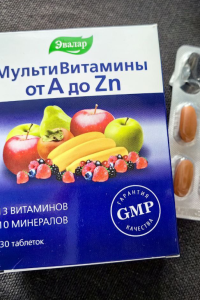 Эвалар
МультиВитамины
от А до Zn
ГАРАНТИЯ
GMP
КАЧЕСТВА
13 ВИТАМИНОВ
10 МИНЕРАЛОВ
30 таблеток